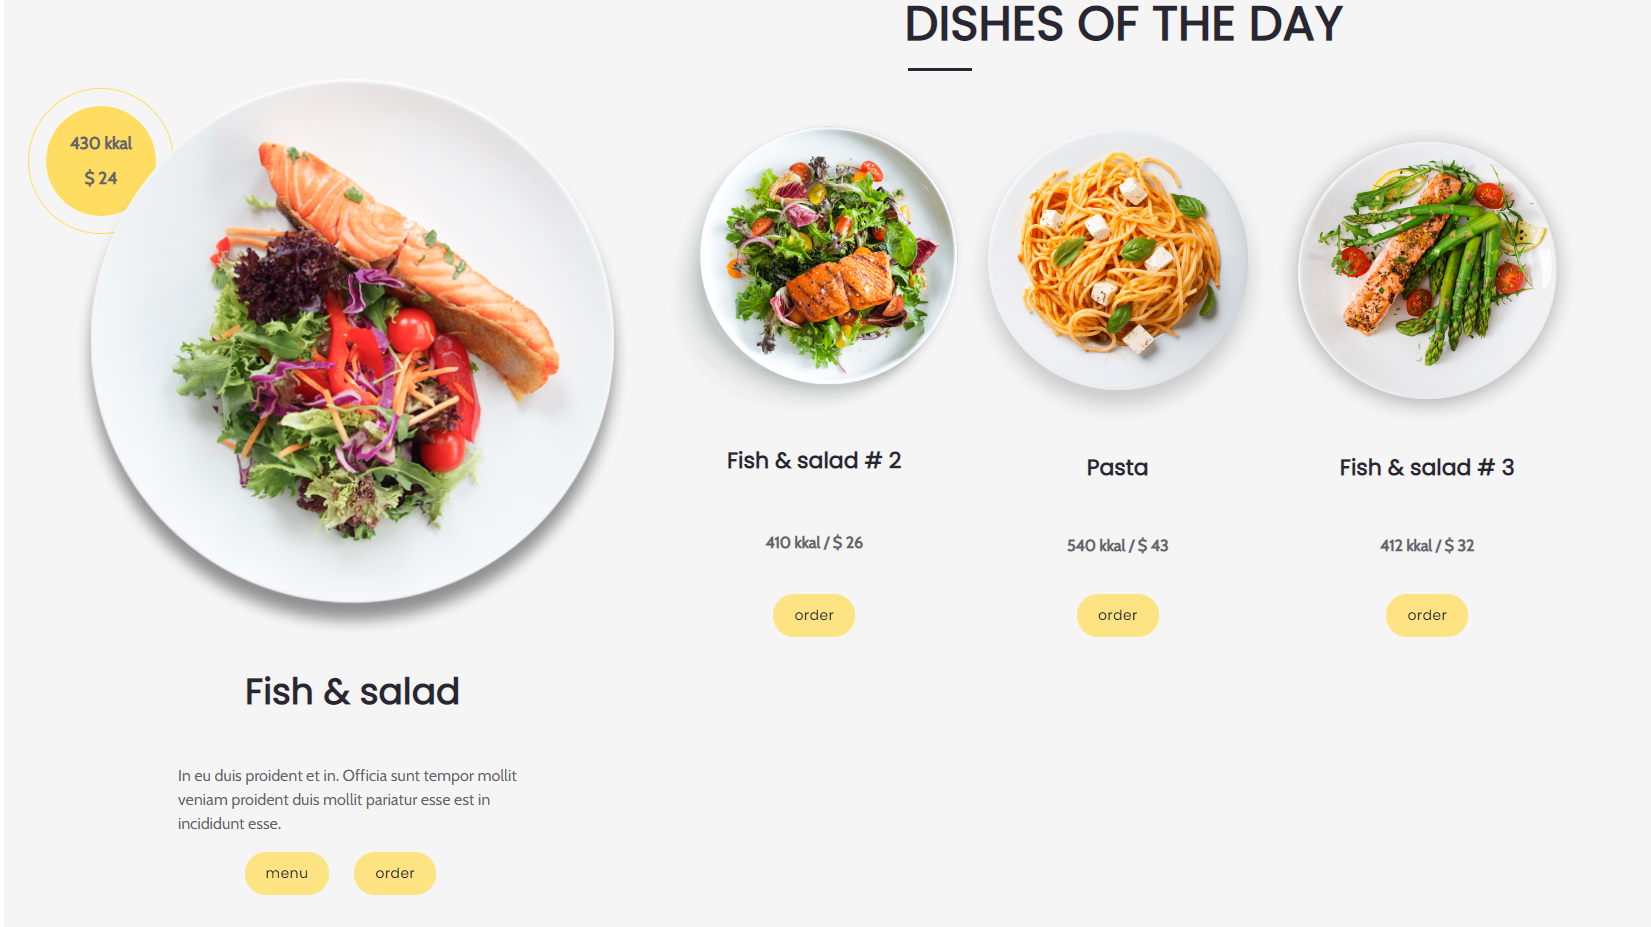 DISHES OF THE DAY
430 kkal
$ 24
Fish & salad
In eu duis proident et in. Officia sunt tempor mollit
veniam proident duis mollit pariatur esse est in
incididunt esse.
menu order
Fish & salad # 2
410 kkal / $ 26
order
Pasta
540 kkal / $ 43
order
Fish & salad # 3
412 kkal / $ 32
order